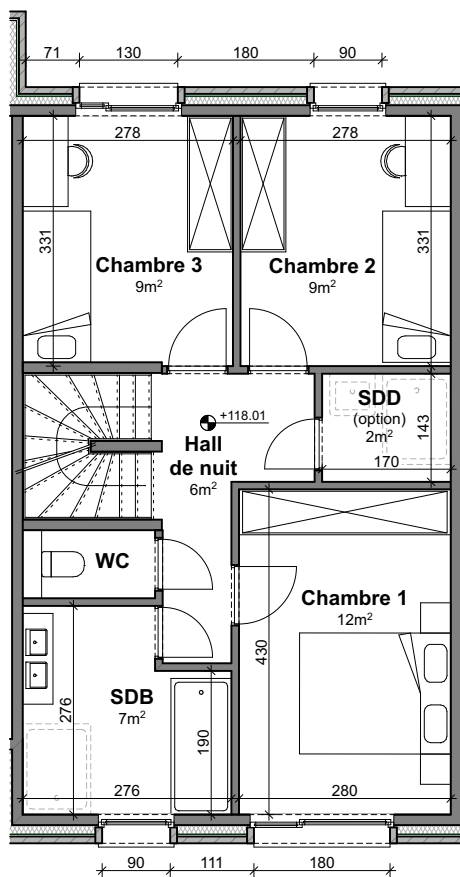 71 130 180 90
278 278
331 331
Chambre 3
9m²
Chambre 2
9m²
+118.01
Hall
de nuit
6m²
SDD
(option)
2m²
143
170
WC
Chambre 1
12m²
430
SDB
7m²
276
190
276 280
90 111 180